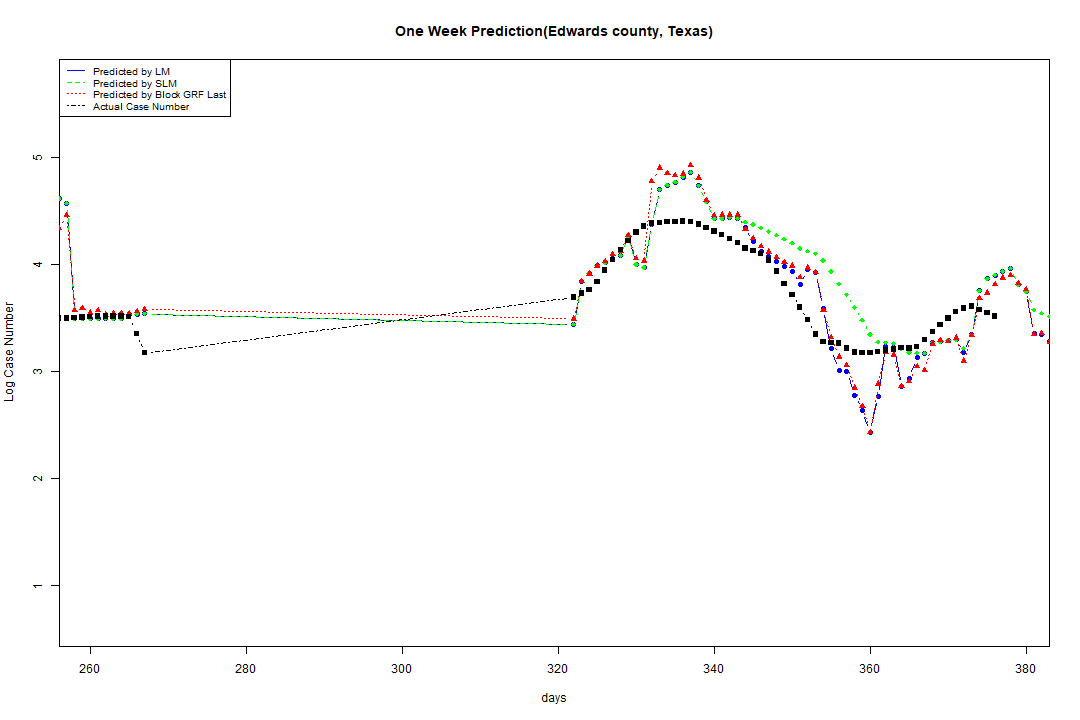 One Week Prediction(Edwards county, Texas)
Predicted by LM
Predicted by SLM
Predicted by Block GRF Last
Actual Case Number
5
4
3
2
1
Log Case Number
260 280 300 320 340 360 380
days